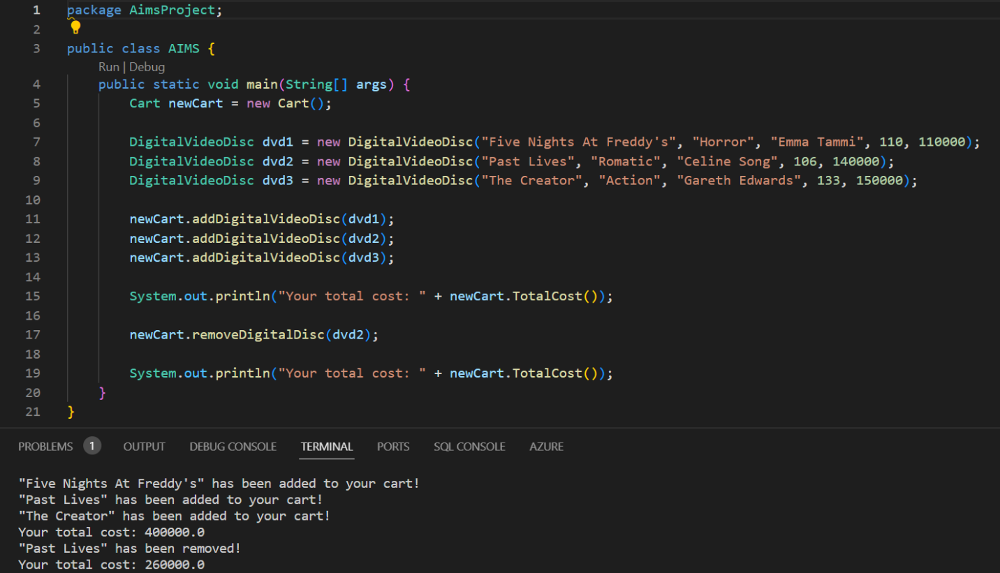 1 package AimsProject;
2
3 public class AIMS {
Run | Debug
4 public static void main(String[] args) {
5 Cart newCart = new Cart();
6
7 DigitalVideoDisc dvd1 = new DigitalVideoDisc("Five Nights At Freddy's", "Horror", "Emma Tammi", 110, 110000);
8 DigitalVideoDisc dvd2 = new DigitalVideoDisc("Past Lives", "Romatic", "Celine Song", 106, 140000);
9 DigitalVideoDisc dvd3 = new DigitalVideoDisc("The Creator", "Action", "Gareth Edwards", 133, 150000);
10
11 newCart.addDigitalVideoDisc(dvd1);
12 newCart.addDigitalVideoDisc(dvd2);
13 newCart.addDigitalVideoDisc(dvd3);
14
15 System.out.println("Your total cost: " + newCart.TotalCost());
16
17 newCart.removeDigitalDisc(dvd2);
18
19 System.out.println("Your total cost: " + newCart.TotalCost());
20 }
21 }
PROBLEMS 1 OUTPUT DEBUG CONSOLE TERMINAL PORTS SQL CONSOLE AZURE
"Five Nights At Freddy's" has been added to your cart!
"Past Lives" has been added to your cart!
"The Creator" has been added to your cart!
Your total cost: 400000.0
"Past Lives" has been removed!
Your total cost: 260000.0